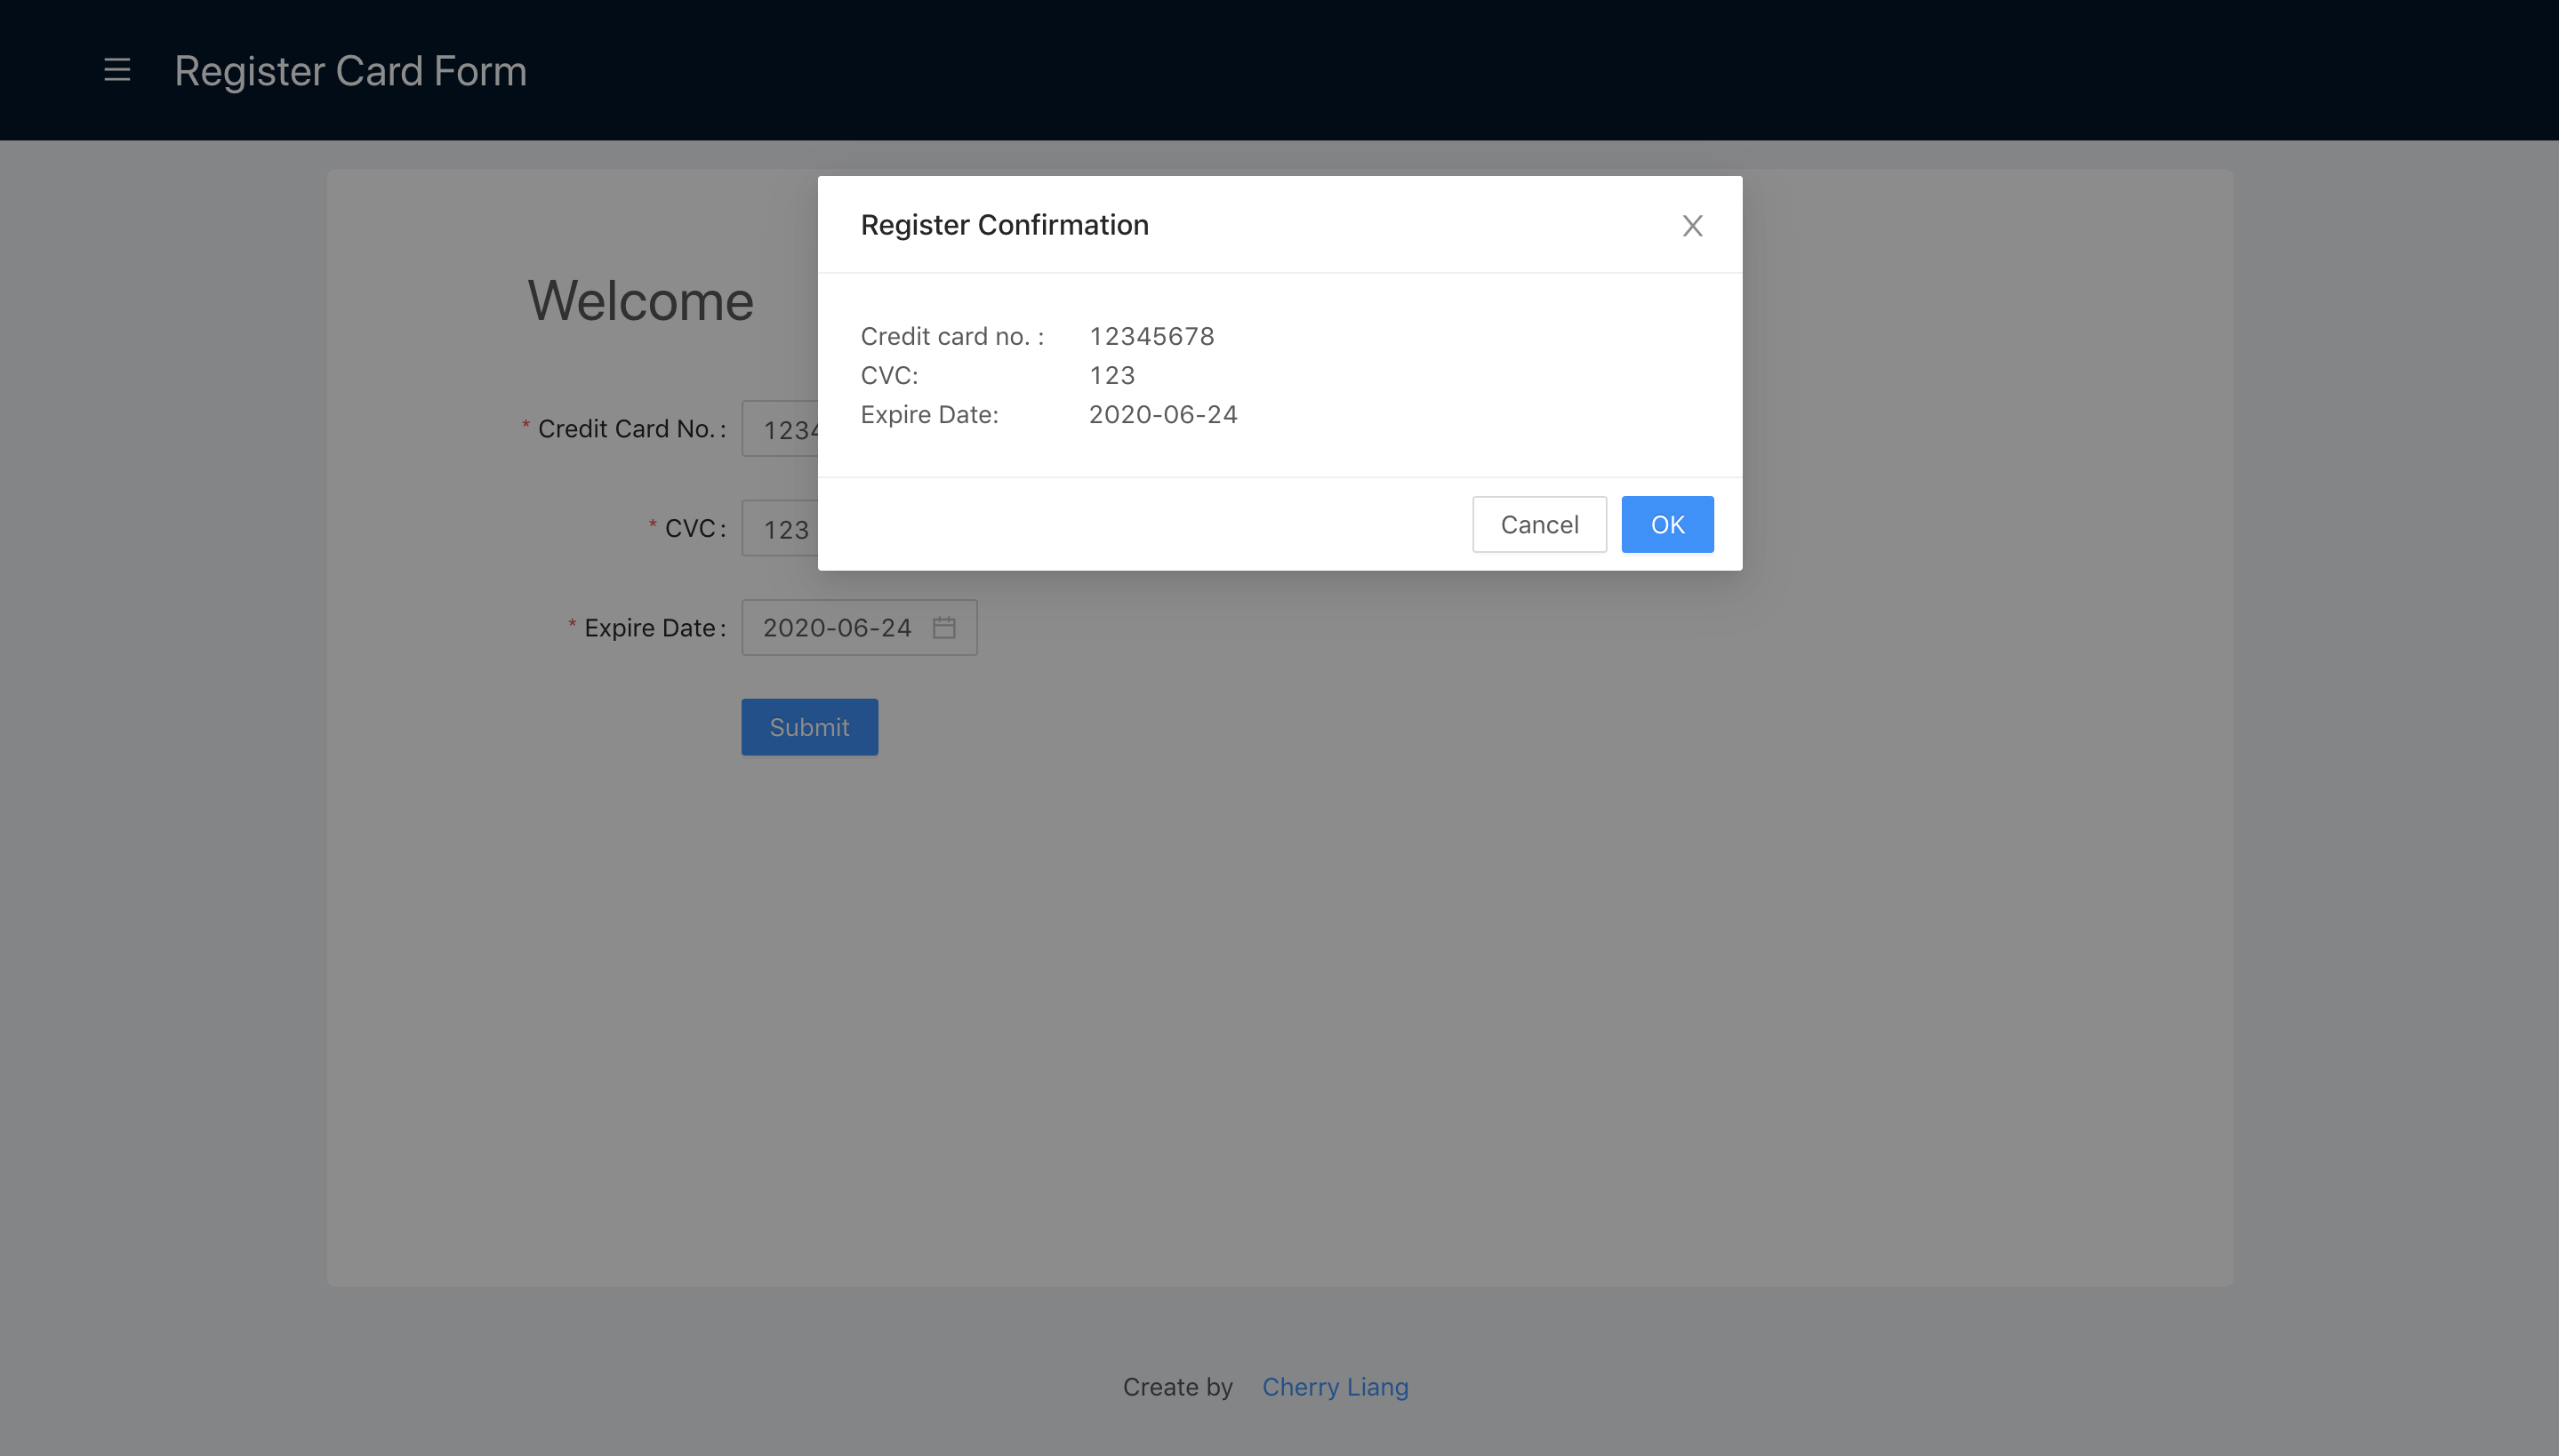 Register Card Form
Register Confirmation
Welcome
Credit card no. : 12345678
CVC: 123
Expire Date: 2020-06-24
* Credit Card No. : 1234
* CVC : 123
Cancel OK
* Expire Date : 2020-06-24
Submit
Create by Cherry Liang